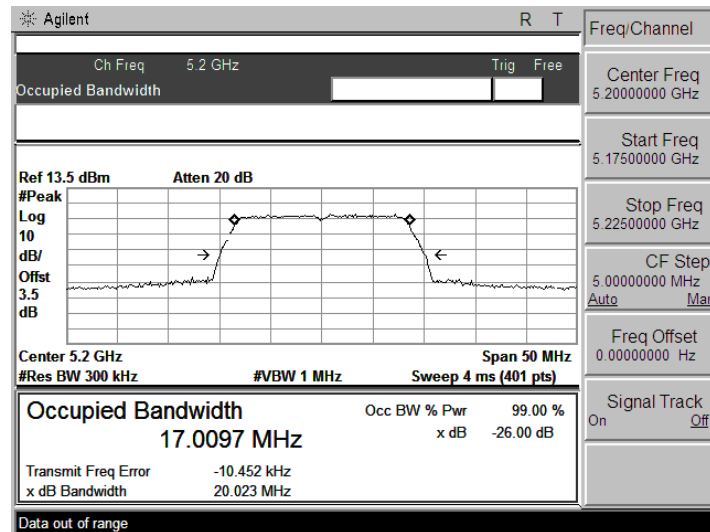 Agilent R T
Ch Freq 5.2 GHz Trig Free
Occupied Bandwidth
Ref 13.5 dBm Atten 20 dB
#Peak
Log
10
dB/
Offst
3.5
dB
Center 5.2 GHz Span 50 MHz
#Res BW 300 kHz #VBW 1 MHz Sweep 4 ms (401 pts)
Occupied Bandwidth Occ BW % Pwr 99.00 %
17.0097 MHz x dB -26.00 dB
Transmit Freq Error -10.452 kHz
x dB Bandwidth 20.023 MHz
Data out of range
Freq/Channel
Center Freq
5.20000000 GHz
Start Freq
5.17500000 GHz
Stop Freq
5.22500000 GHz
CF Step
5.00000000 MHz
Auto Man
Freq Offset
0.00000000 Hz
Signal Track
On Off